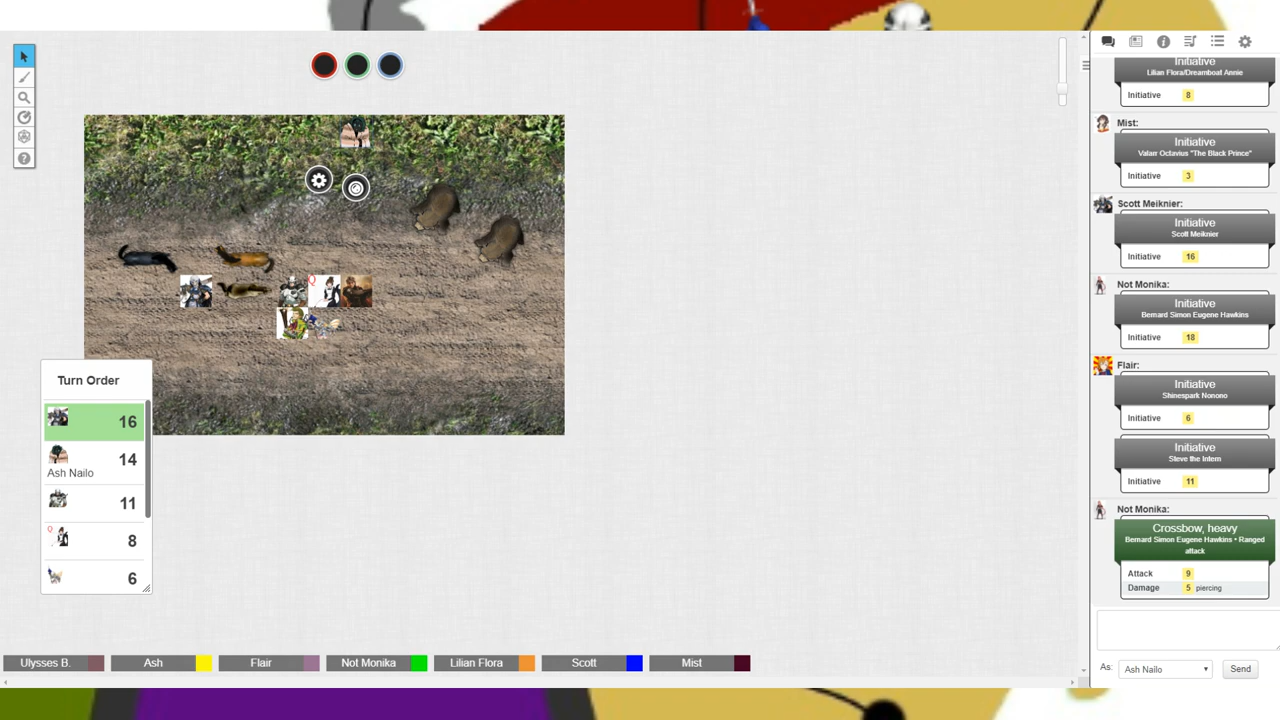 Turn Order
16
14
Ash Nailo
11
8
6
Ulysses B.
Ash
Flair
Not Monika
Lilian Flora
Scott
Mist
Initiative
Lilian Flora/Dreamboat Annie
Initiative 8
Mist:
Initiative
Valarr Octavius "The Black Prince"
Initiative 3
Scott Meiknier:
Initiative
Scott Meiknier
Initiative 16
Not Monika:
Initiative
Bernard Simon Eugene Hawkins
Initiative 18
Flair:
Initiative
Shinespark Nonono
Initiative 6
Initiative
Steve the Intern
Initiative 11
Not Monika:
Crossbow, heavy
Bernard Simon Eugene Hawkins • Ranged
attack
Attack 9
Damage 5 piercing
As: Ash Nailo Send